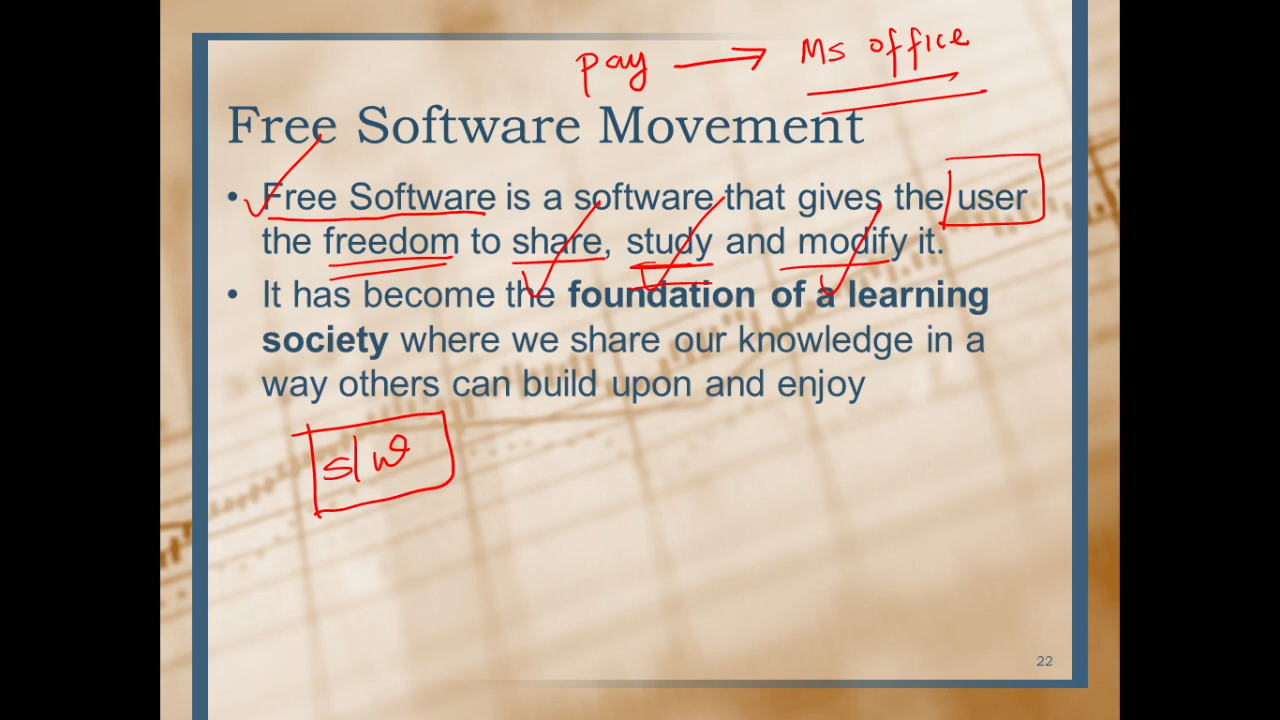 pay → Ms office
Free Software Movement
• Free Software is a software that gives the user
the freedom to share, study and modify it.
• It has become the foundation of a learning
society where we share our knowledge in a
way others can build upon and enjoy
s/w
22